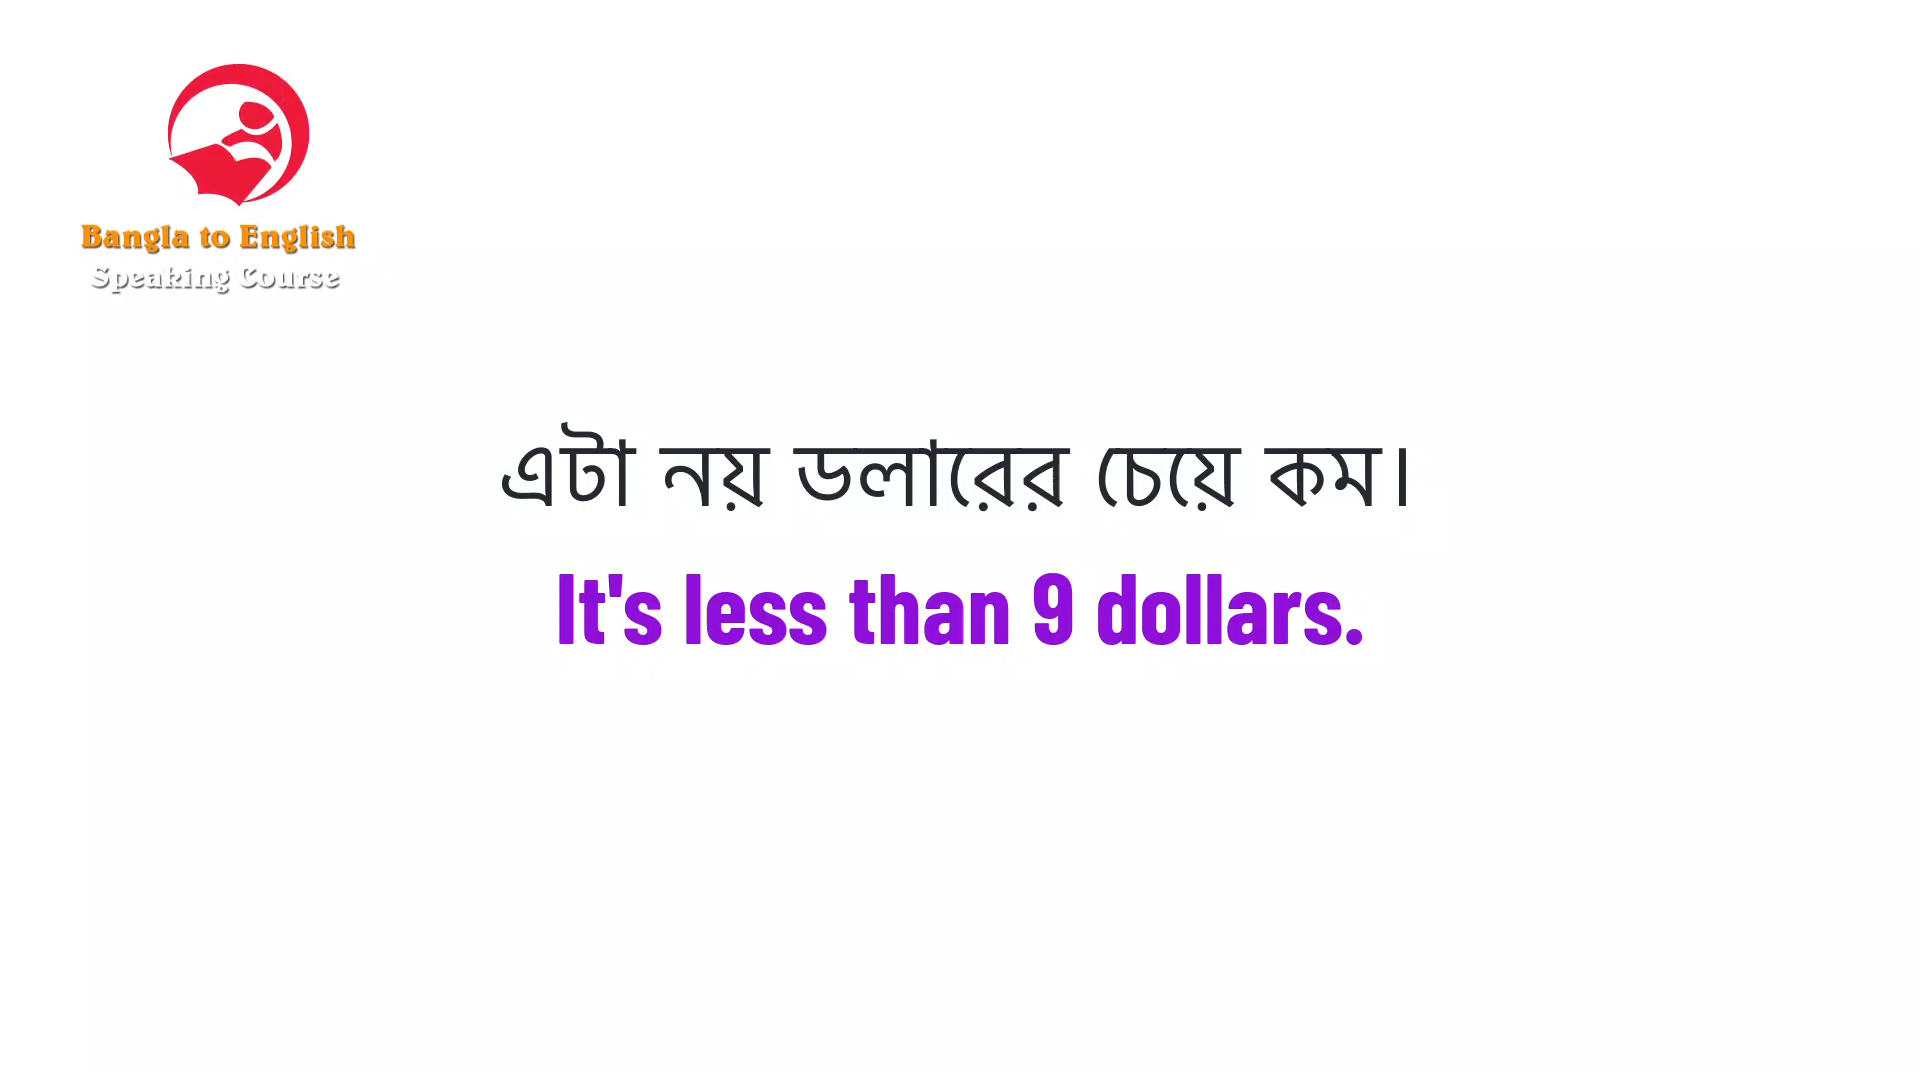 Bangla to English
Speaking Course
এটা নয় ডলারের চেয়ে কম।
It's less than 9 dollars.